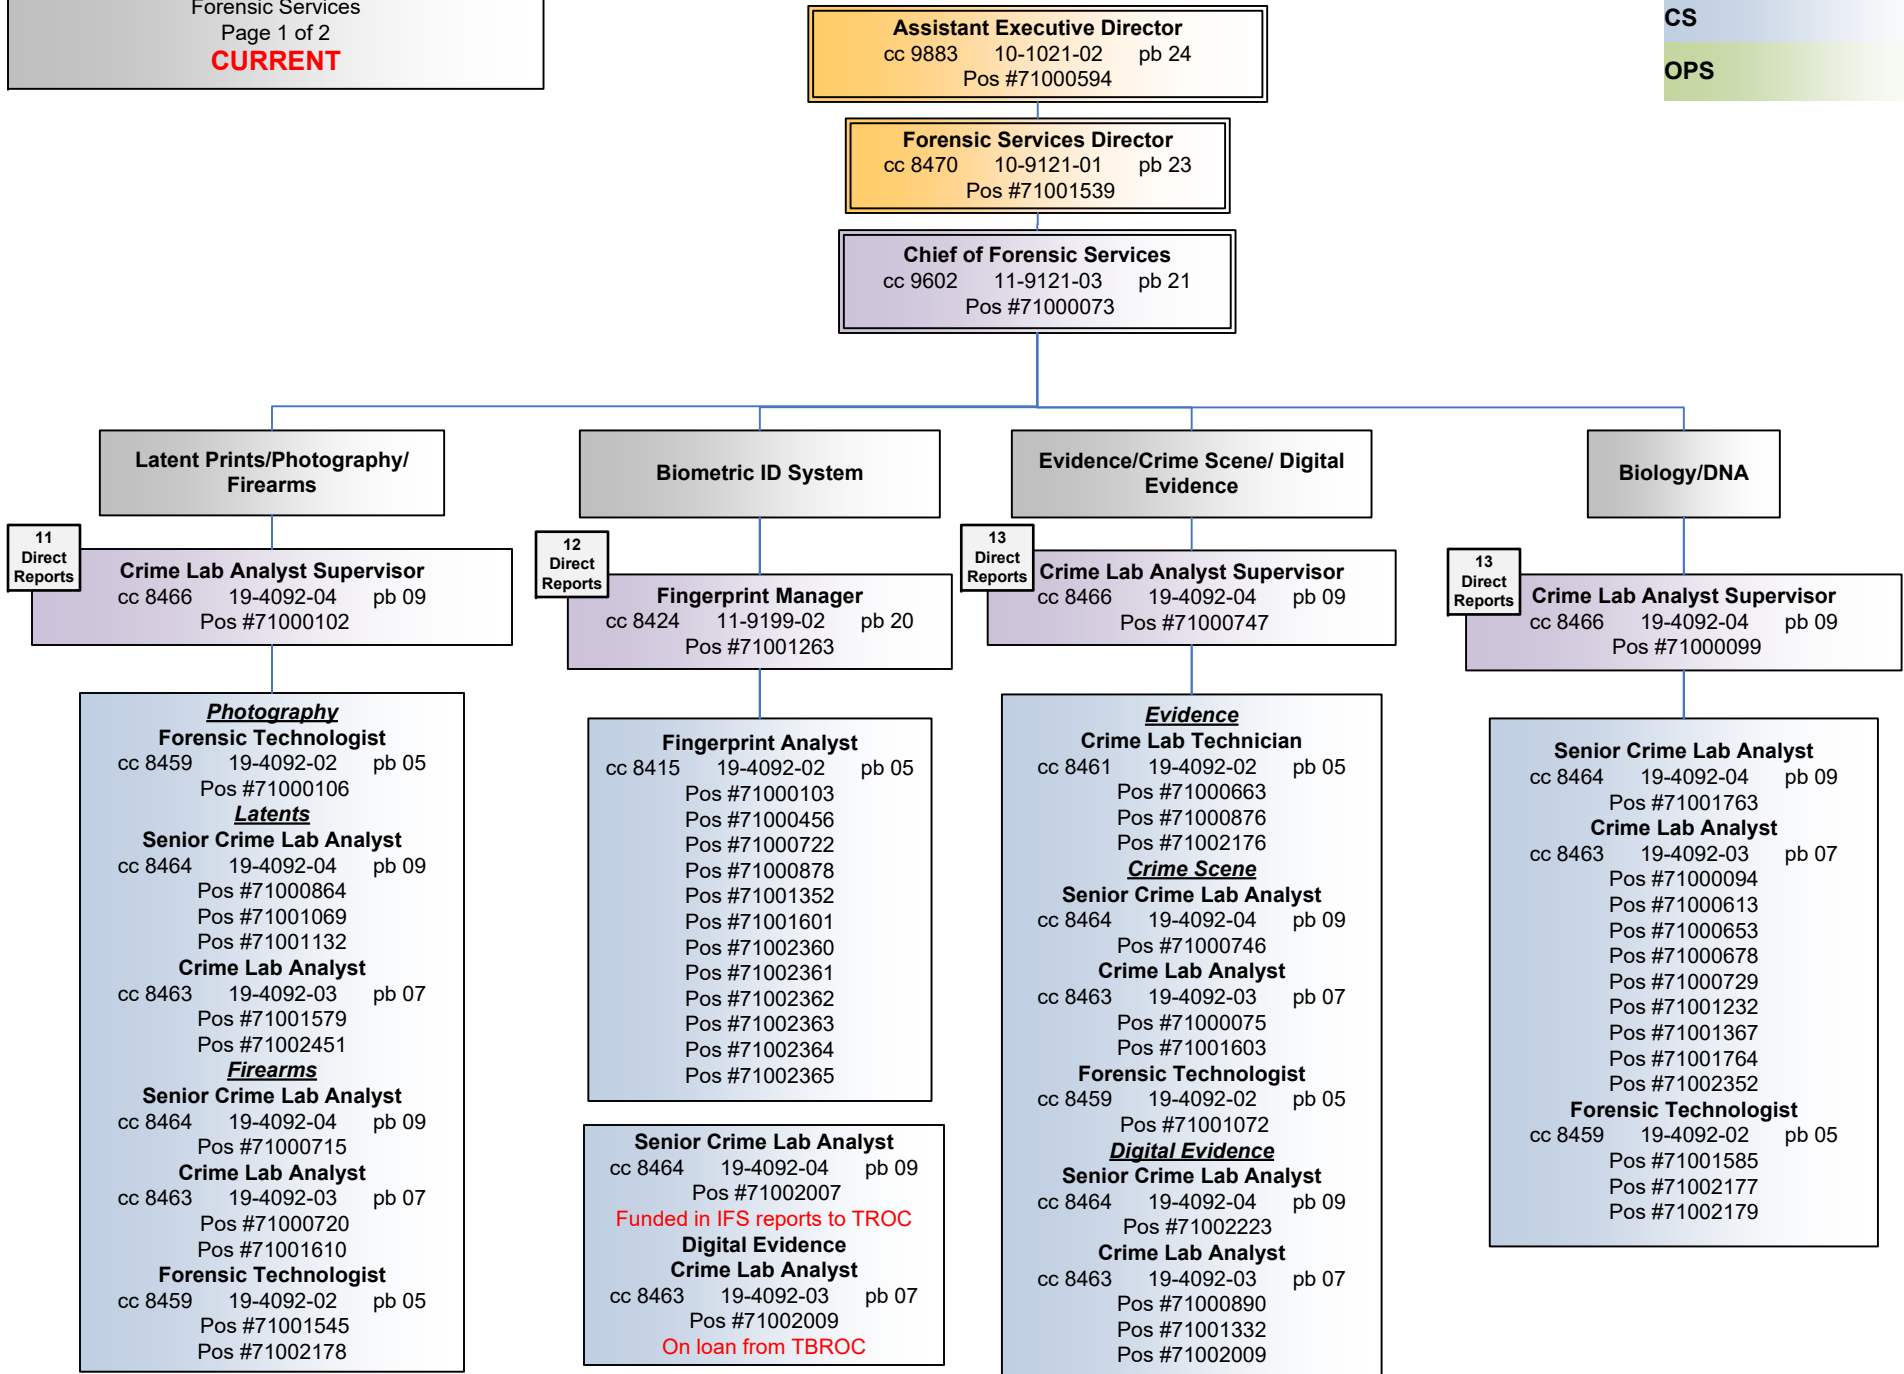 Forensic Services
Page 1 of 2
CURRENT
CS
OPS
Assistant Executive Director
cc 9883 10-1021-02 pb 24
Pos #71000594
Forensic Services Director
cc 8470 10-9121-01 pb 23
Pos #71001539
Chief of Forensic Services
cc 9602 11-9121-03 pb 21
Pos #71000073
Latent Prints/Photography/
Firearms
11
Direct
Reports
Crime Lab Analyst Supervisor
cc 8466 19-4092-04 pb 09
Pos #71000102
Photography
Forensic Technologist
cc 8459 19-4092-02 pb 05
Pos #71000106
Latents
Senior Crime Lab Analyst
cc 8464 19-4092-04 pb 09
Pos #71000864
Pos #71001069
Pos #71001132
Crime Lab Analyst
cc 8463 19-4092-03 pb 07
Pos #71001579
Pos #71002451
Firearms
Senior Crime Lab Analyst
cc 8464 19-4092-04 pb 09
Pos #71000715
Crime Lab Analyst
cc 8463 19-4092-03 pb 07
Pos #71000720
Pos #71001610
Forensic Technologist
cc 8459 19-4092-02 pb 05
Pos #71001545
Pos #71002178
Biometric ID System
12
Direct
Reports
Fingerprint Manager
cc 8424 11-9199-02 pb 20
Pos #71001263
Fingerprint Analyst
cc 8415 19-4092-02 pb 05
Pos #71000103
Pos #71000456
Pos #71000722
Pos #71000878
Pos #71001352
Pos #71001601
Pos #71002360
Pos #71002361
Pos #71002362
Pos #71002363
Pos #71002364
Pos #71002365
Senior Crime Lab Analyst
cc 8464 19-4092-04 pb 09
Pos #71002007
Funded in IFS reports to TROC
Digital Evidence
Crime Lab Analyst
cc 8463 19-4092-03 pb 07
Pos #71002009
On loan from TBROC
Evidence/Crime Scene/ Digital
Evidence
13
Direct
Reports
Crime Lab Analyst Supervisor
cc 8466 19-4092-04 pb 09
Pos #71000747
Evidence
Crime Lab Technician
cc 8461 19-4092-02 pb 05
Pos #71000663
Pos #71000876
Pos #71002176
Crime Scene
Senior Crime Lab Analyst
cc 8464 19-4092-04 pb 09
Pos #71000746
Crime Lab Analyst
cc 8463 19-4092-03 pb 07
Pos #71000075
Pos #71001603
Forensic Technologist
cc 8459 19-4092-02 pb 05
Pos #71001072
Digital Evidence
Senior Crime Lab Analyst
cc 8464 19-4092-04 pb 09
Pos #71002223
Crime Lab Analyst
cc 8463 19-4092-03 pb 07
Pos #71000890
Pos #71001332
Pos #71002009
Biology/DNA
13
Direct
Reports
Crime Lab Analyst Supervisor
cc 8466 19-4092-04 pb 09
Pos #71000099
Senior Crime Lab Analyst
cc 8464 19-4092-04 pb 09
Pos #71001763
Crime Lab Analyst
cc 8463 19-4092-03 pb 07
Pos #71000094
Pos #71000613
Pos #71000653
Pos #71000678
Pos #71000729
Pos #71001232
Pos #71001367
Pos #71001764
Pos #71002352
Forensic Technologist
cc 8459 19-4092-02 pb 05
Pos #71001585
Pos #71002177
Pos #71002179